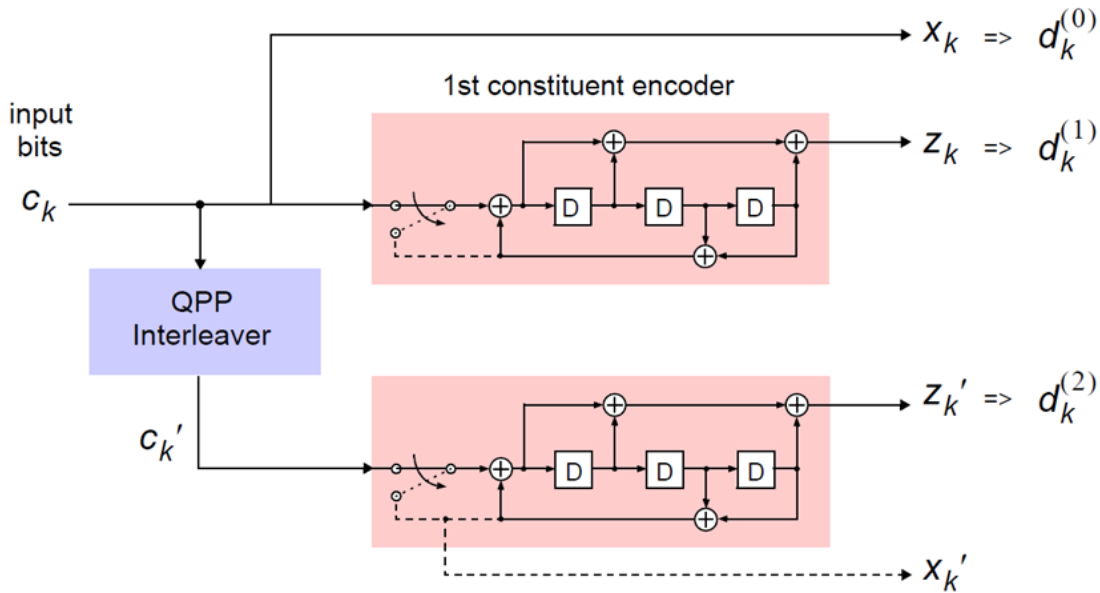 x_k => d_k^(0)
1st constituent encoder
input
bits
z_k => d_k^(1)
c_k
D D D
QPP
Interleaver
z_k′ => d_k^(2)
c_k′
D D D
x_k′